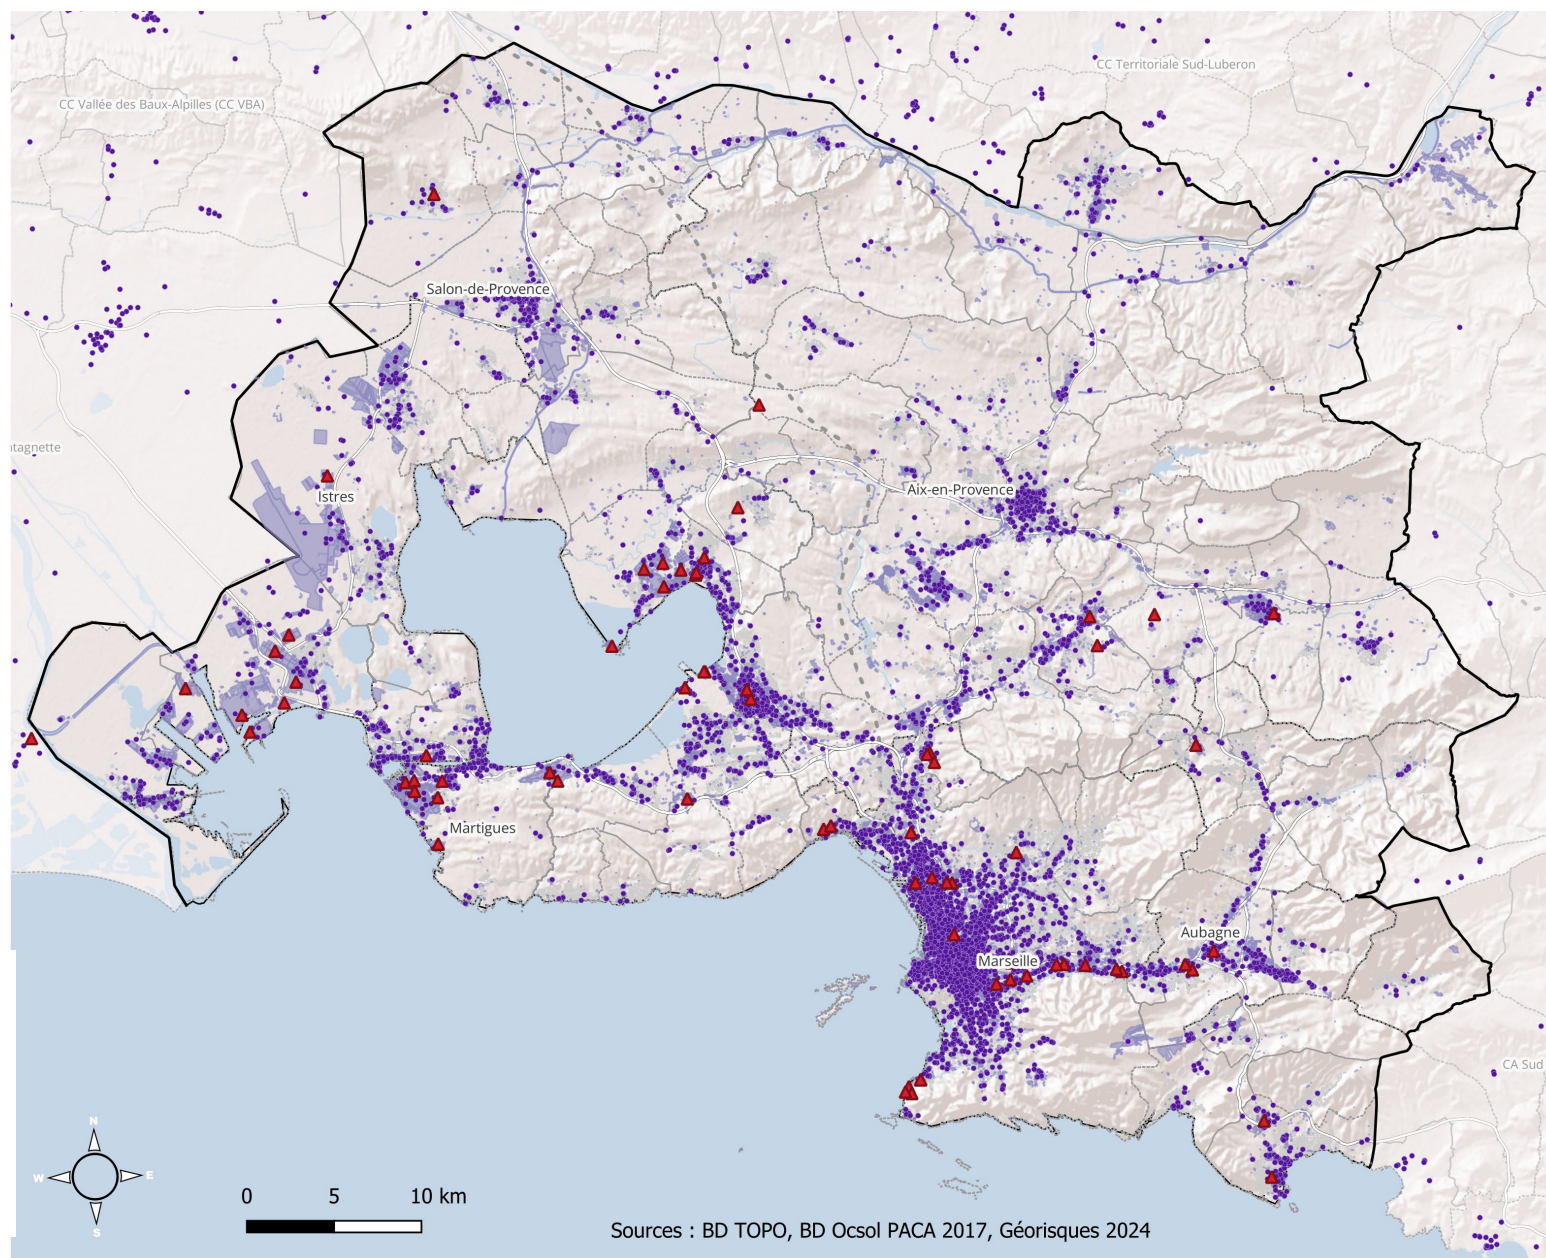 CC Territoriale Sud-Luberon
CC Vallée des Baux-Alpilles (CC VBA)
Salon-de-Provence
tagnette
Aix-en-Provence
Istres
Martigues
Aubagne
Marseille
CA Sud
N
W
E
S
0 5 10 km
Sources : BD TOPO, BD Ocsol PACA 2017, Géorisques 2024